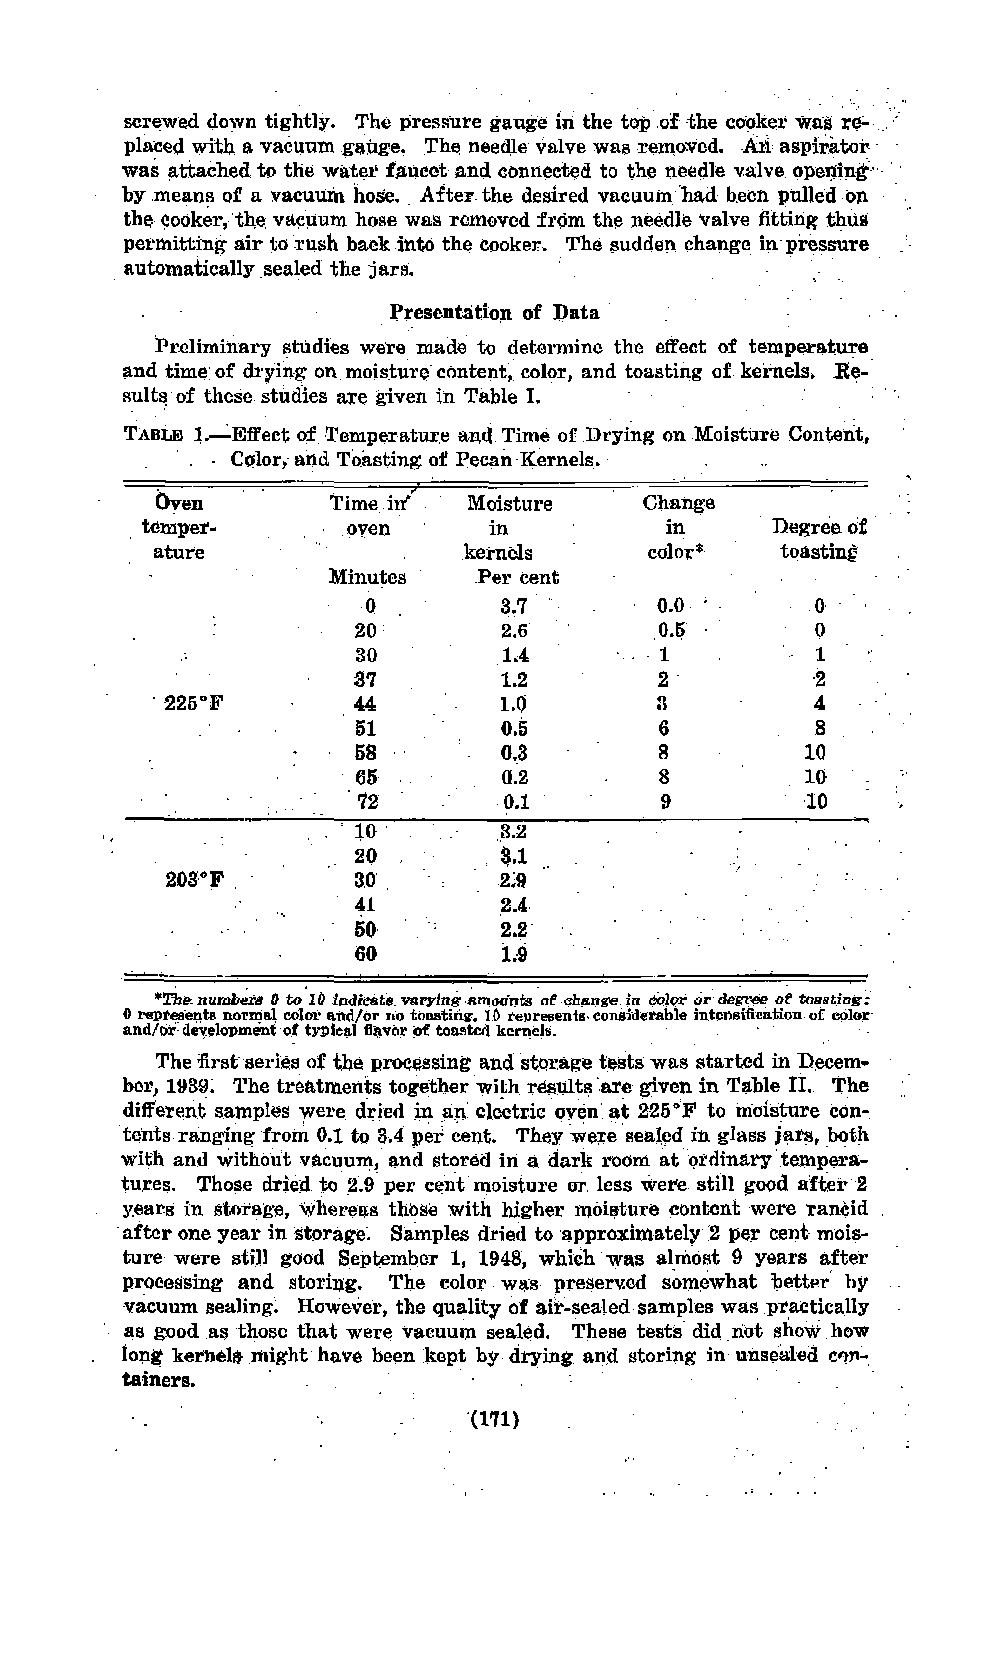 screwed down tightly. The pressure gauge in the top of the cooker was re-
placed with a vacuum gauge. The needle valve was removed. An aspirator
was attached to the water faucet and connected to the needle valve opening
by means of a vacuum hose. After the desired vacuum had been pulled on
the cooker, the vacuum hose was removed from the needle valve fitting thus
permitting air to rush back into the cooker. The sudden change in pressure
automatically sealed the jars.
Presentation of Data
Preliminary studies were made to determine the effect of temperature
and time of drying on moisture content, color, and toasting of kernels. Re-
sults of these studies are given in Table I.
TABLE 1.—Effect of Temperature and Time of Drying on Moisture Content,
Color, and Toasting of Pecan Kernels.
Oven Time in Moisture Change
temper- oven in in Degree of
ature kernels color* toasting
Minutes Per cent
0 3.7 0.0 0
20 2.6 0.5 0
30 1.4 1 1
37 1.2 2 2
225°F 44 1.0 3 4
51 0.5 6 8
58 0.3 8 10
65 0.2 8 10
72 0.1 9 10
10 3.2
20 3.1
203°F 30 2.9
41 2.4
50 2.2
60 1.9
*The numbers 0 to 10 indicate varying amounts of change in color or degree of toasting:
0 represents normal color and/or no toasting, 10 represents considerable intensification of color
and/or development of typical flavor of toasted kernels.
The first series of the processing and storage tests was started in Decem-
ber, 1939. The treatments together with results are given in Table II. The
different samples were dried in an electric oven at 225°F to moisture con-
tents ranging from 0.1 to 3.4 per cent. They were sealed in glass jars, both
with and without vacuum, and stored in a dark room at ordinary tempera-
tures. Those dried to 2.9 per cent moisture or less were still good after 2
years in storage, whereas those with higher moisture content were rancid
after one year in storage. Samples dried to approximately 2 per cent mois-
ture were still good September 1, 1948, which was almost 9 years after
processing and storing. The color was preserved somewhat better by
vacuum sealing. However, the quality of air-sealed samples was practically
as good as those that were vacuum sealed. These tests did not show how
long kernels might have been kept by drying and storing in unsealed con-
tainers.
(171)